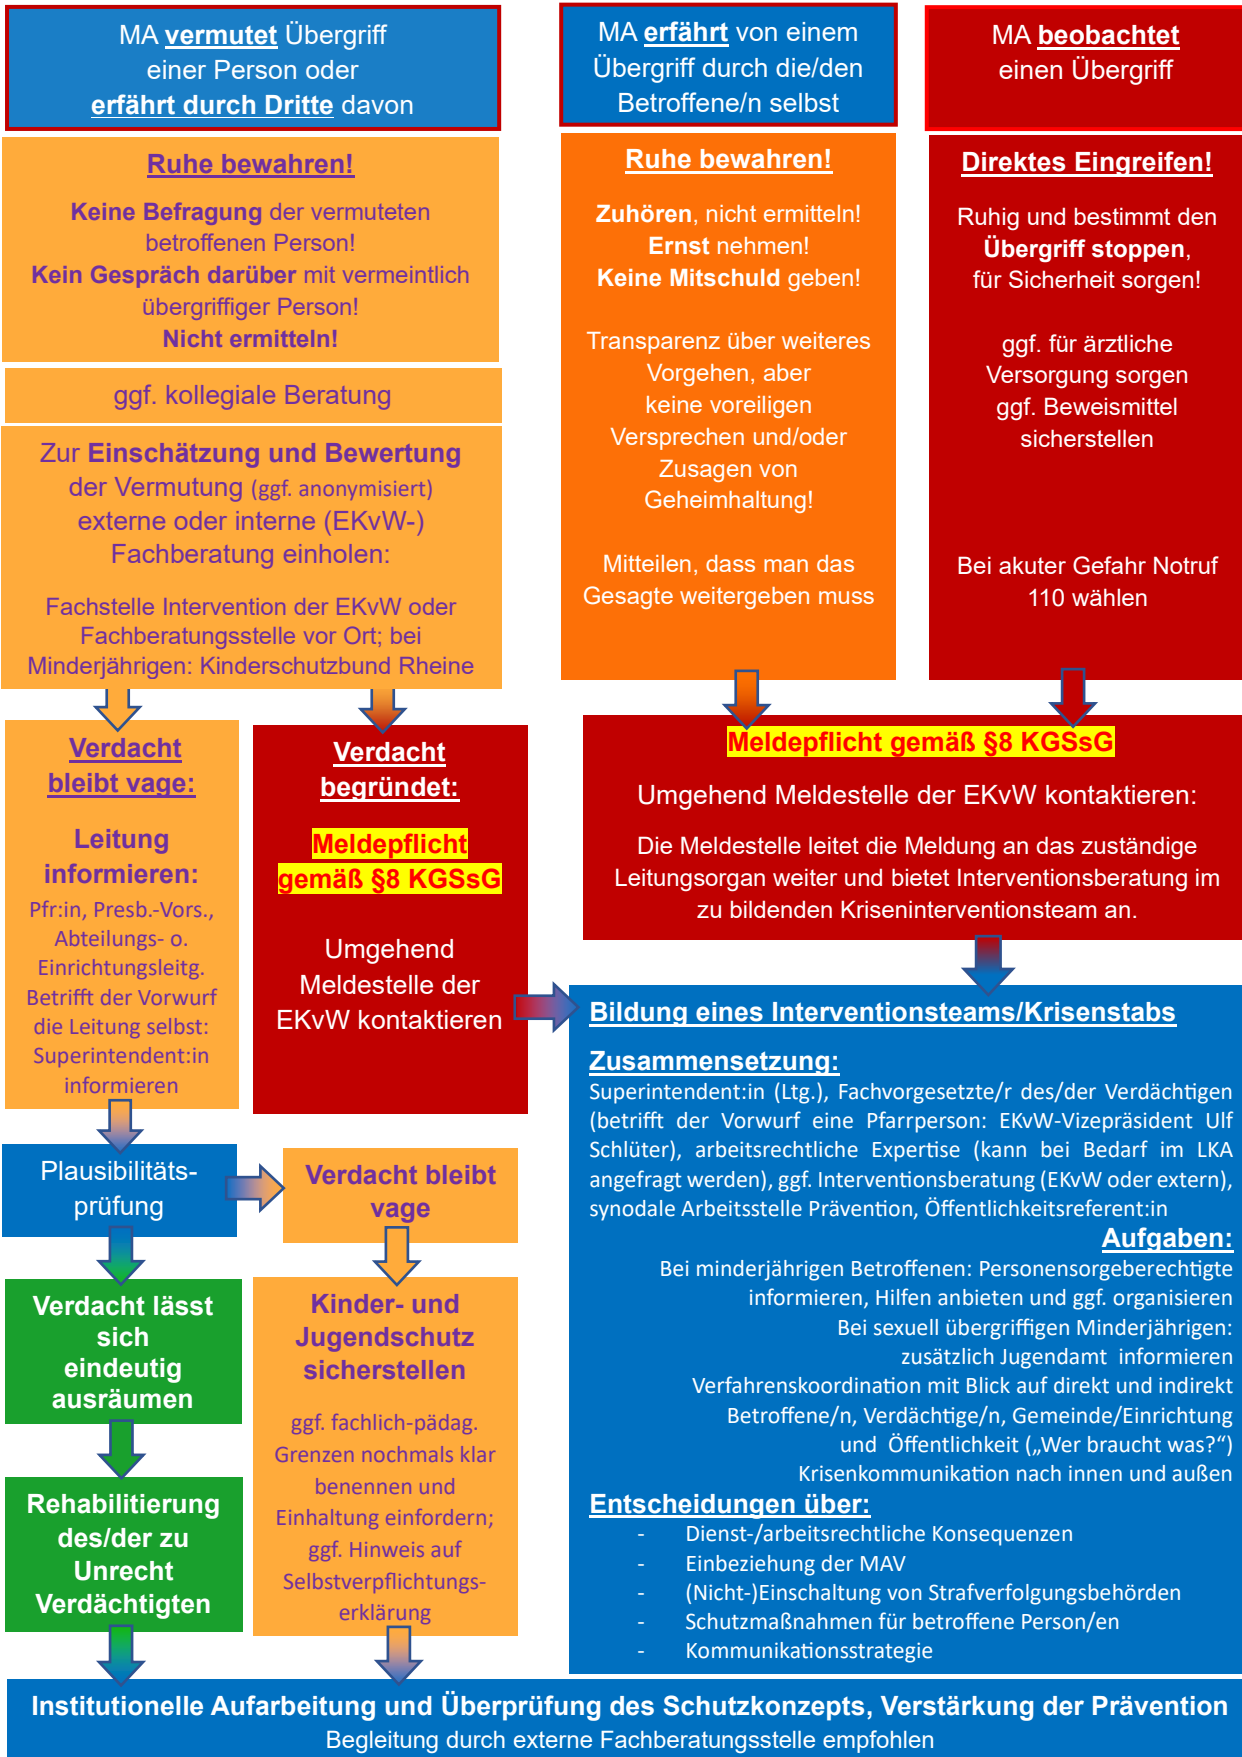 MA vermutet Übergriff
einer Person oder
erfährt durch Dritte davon
Ruhe bewahren!
Keine Befragung der vermuteten
betroffenen Person!
Kein Gespräch darüber mit vermeintlich
übergriffiger Person!
Nicht ermitteln!
ggf. kollegiale Beratung
Zur Einschätzung und Bewertung
der Vermutung (ggf. anonymisiert)
externe oder interne (EKvW-)
Fachberatung einholen:
Fachstelle Intervention der EKvW oder
Fachberatungsstelle vor Ort; bei
Minderjährigen: Kinderschutzbund Rheine
MA erfährt von einem
Übergriff durch die/den
Betroffene/n selbst
Ruhe bewahren!
Zuhören, nicht ermitteln!
Ernst nehmen!
Keine Mitschuld geben!
Transparenz über weiteres
Vorgehen, aber
keine voreiligen
Versprechen und/oder
Zusagen von
Geheimhaltung!
Mitteilen, dass man das
Gesagte weitergeben muss
MA beobachtet
einen Übergriff
Direktes Eingreifen!
Ruhig und bestimmt den
Übergriff stoppen,
für Sicherheit sorgen!
ggf. für ärztliche
Versorgung sorgen
ggf. Beweismittel
sicherstellen
Bei akuter Gefahr Notruf
110 wählen
Verdacht
bleibt vage:
Leitung
informieren:
Pfr:in, Presb.-Vors.,
Abteilungs- o.
Einrichtungsleitg.
Betrifft der Vorwurf
die Leitung selbst:
Superintendent:in
informieren
Verdacht
begründet:
Meldepflicht
gemäß §8 KGSsG
Umgehend
Meldestelle der
EKvW kontaktieren
Meldepflicht gemäß §8 KGSsG
Umgehend Meldestelle der EKvW kontaktieren:
Die Meldestelle leitet die Meldung an das zuständige
Leitungsorgan weiter und bietet Interventionsberatung im
zu bildenden Kriseninterventionsteam an.
Plausibilitäts-
prüfung
Verdacht bleibt
vage
Verdacht lässt
sich
eindeutig
ausräumen
Rehabilitierung
des/der zu
Unrecht
Verdächtigten
Kinder- und
Jugendschutz
sicherstellen
ggf. fachlich-pädag.
Grenzen nochmals klar
benennen und
Einhaltung einfordern;
ggf. Hinweis auf
Selbstverpflichtungs-
erklärung
Bildung eines Interventionsteams/Krisenstabs
Zusammensetzung:
Superintendent:in (Ltg.), Fachvorgesetzte/r des/der Verdächtigen
(betrifft der Vorwurf eine Pfarrperson: EKvW-Vizepräsident Ulf
Schlüter), arbeitsrechtliche Expertise (kann bei Bedarf im LKA
angefragt werden), ggf. Interventionsberatung (EKvW oder extern),
synodale Arbeitsstelle Prävention, Öffentlichkeitsreferent:in
Aufgaben:
Bei minderjährigen Betroffenen: Personensorgeberechtigte
informieren, Hilfen anbieten und ggf. organisieren
Bei sexuell übergriffigen Minderjährigen:
zusätzlich Jugendamt informieren
Verfahrenskoordination mit Blick auf direkt und indirekt
Betroffene/n, Verdächtige/n, Gemeinde/Einrichtung
und Öffentlichkeit („Wer braucht was?“)
Krisenkommunikation nach innen und außen
Entscheidungen über:
- Dienst-/arbeitsrechtliche Konsequenzen
- Einbeziehung der MAV
- (Nicht-)Einschaltung von Strafverfolgungsbehörden
- Schutzmaßnahmen für betroffene Person/en
- Kommunikationsstrategie
Institutionelle Aufarbeitung und Überprüfung des Schutzkonzepts, Verstärkung der Prävention
Begleitung durch externe Fachberatungsstelle empfohlen